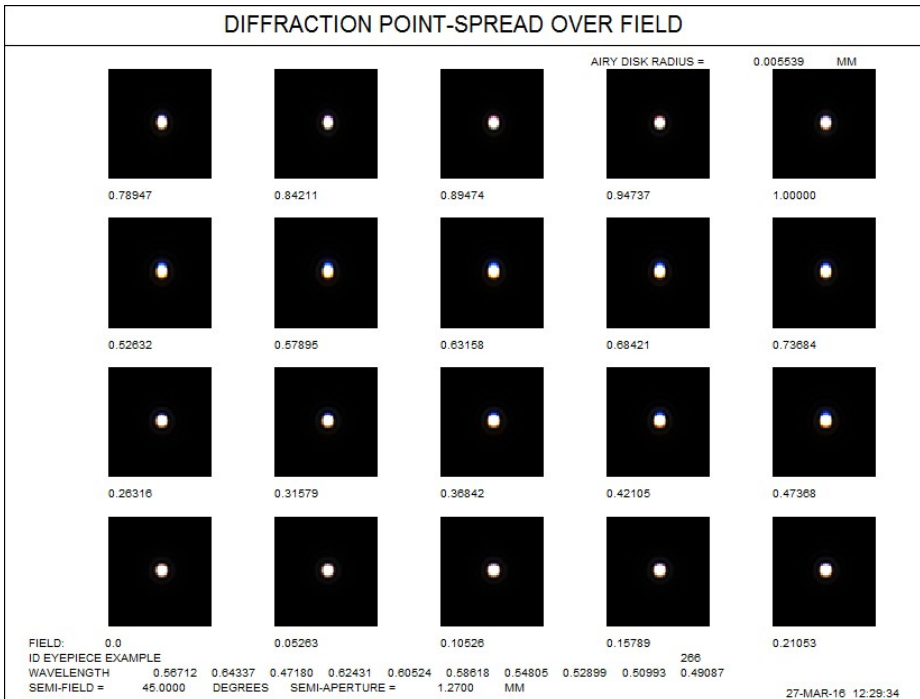 DIFFRACTION POINT-SPREAD OVER FIELD
AIRY DISK RADIUS = 0.005539 MM
0.78947 0.84211 0.89474 0.94737 1.00000
0.52632 0.57895 0.63158 0.68421 0.73684
0.26316 0.31579 0.36842 0.42105 0.47368
FIELD: 0.0 0.05263 0.10526 0.15789 0.21053
ID EYEPIECE EXAMPLE 266
WAVELENGTH 0.56712 0.64337 0.47180 0.62431 0.60524 0.58618 0.54805 0.52899 0.50993 0.49087
SEMI-FIELD = 45.0000 DEGREES SEMI-APERTURE = 1.2700 MM
27-MAR-16 12:29:34